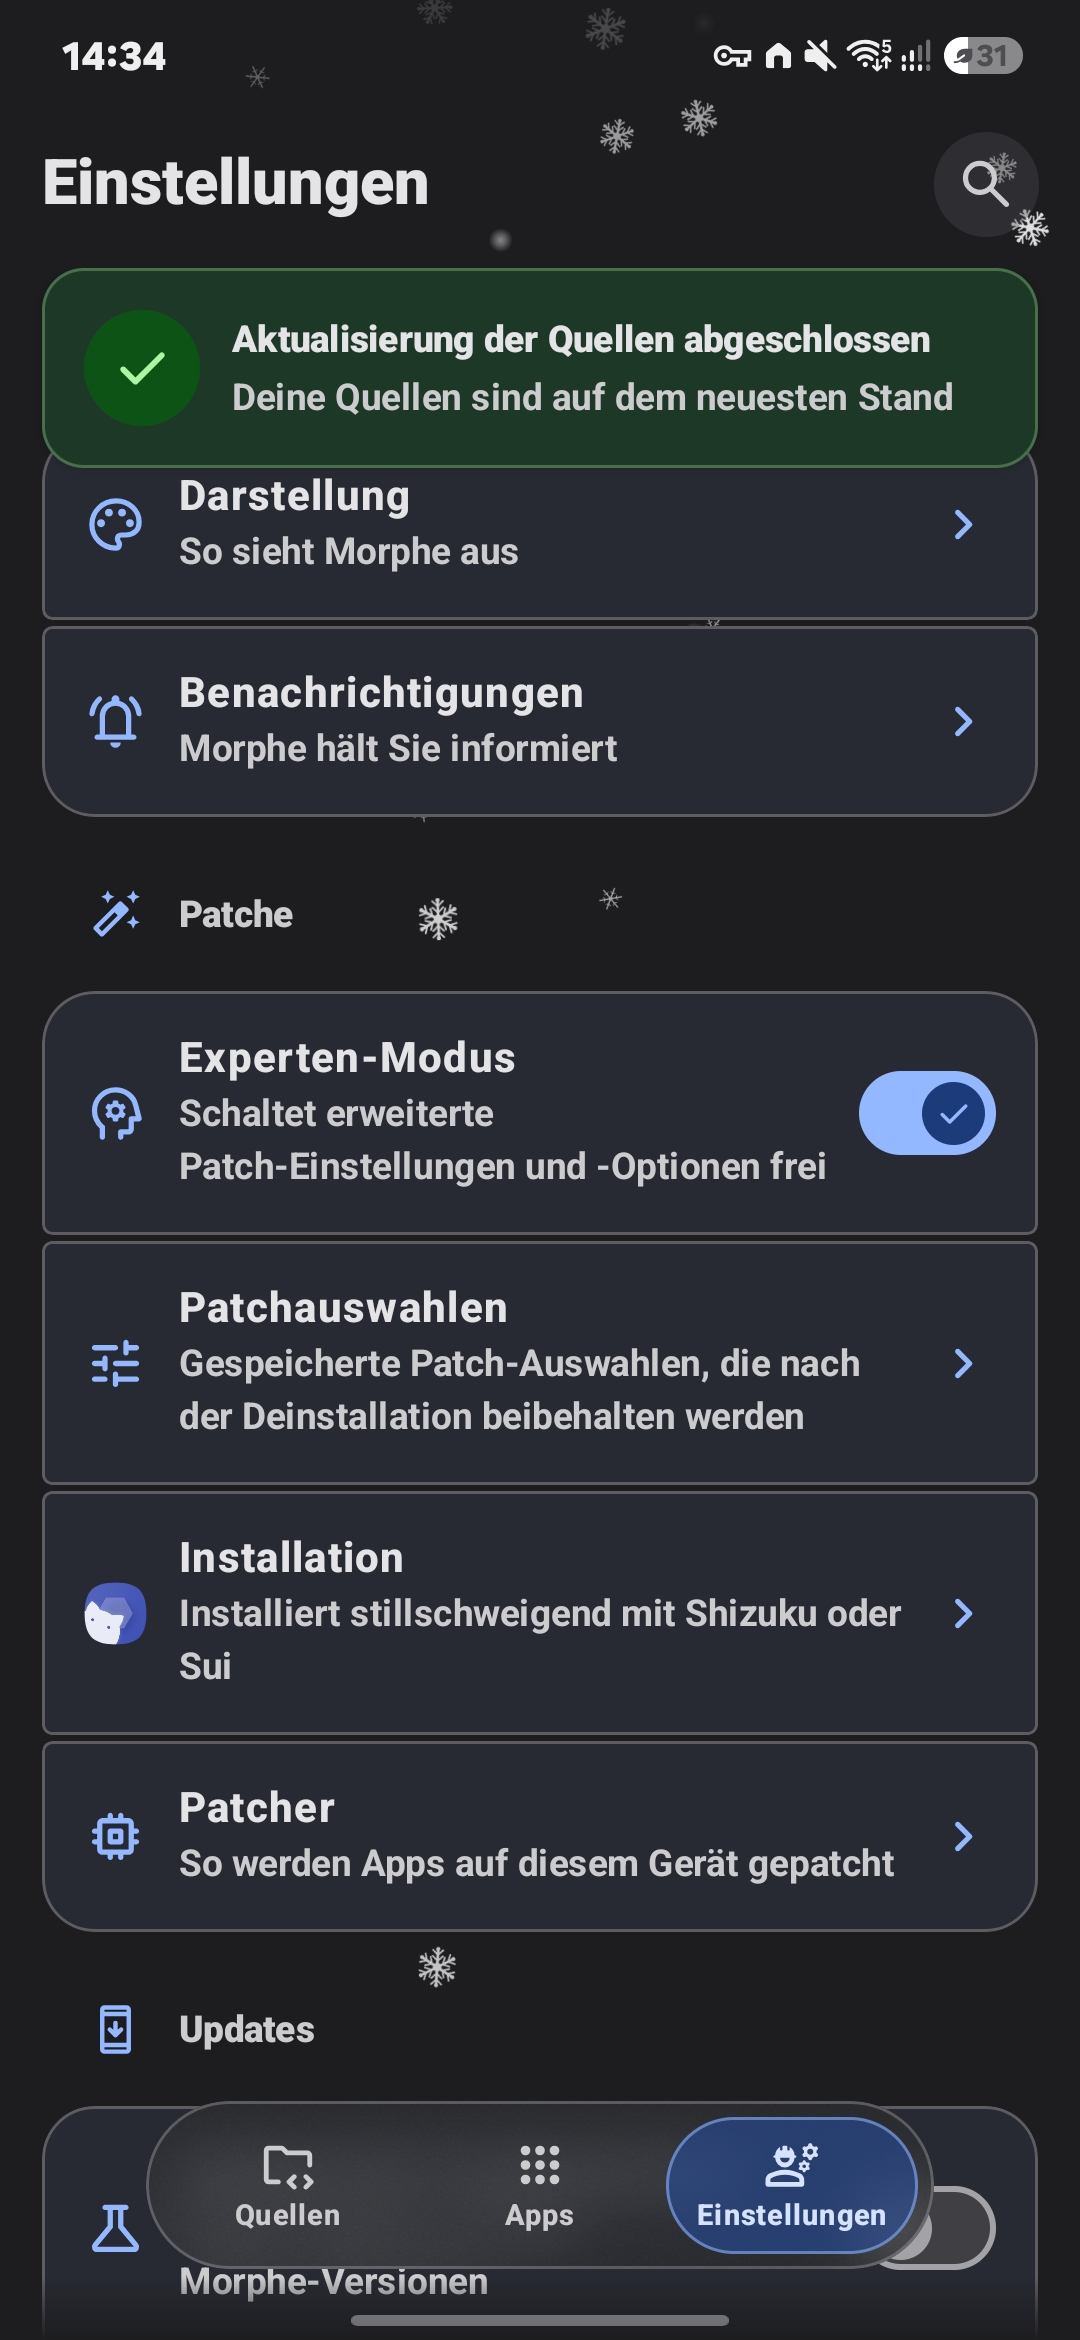 14:34
5
31
Einstellungen
Aktualisierung der Quellen abgeschlossen
Deine Quellen sind auf dem neuesten Stand
Darstellung
So sieht Morphe aus
Benachrichtigungen
Morphe hält Sie informiert
Patche
Experten-Modus
Schaltet erweiterte
Patch-Einstellungen und -Optionen frei
Patchauswahlen
Gespeicherte Patch-Auswahlen, die nach
der Deinstallation beibehalten werden
Installation
Installiert stillschweigend mit Shizuku oder
Sui
Patcher
So werden Apps auf diesem Gerät gepatcht
Updates
Quellen
Apps
Einstellungen
Morphe-Versionen